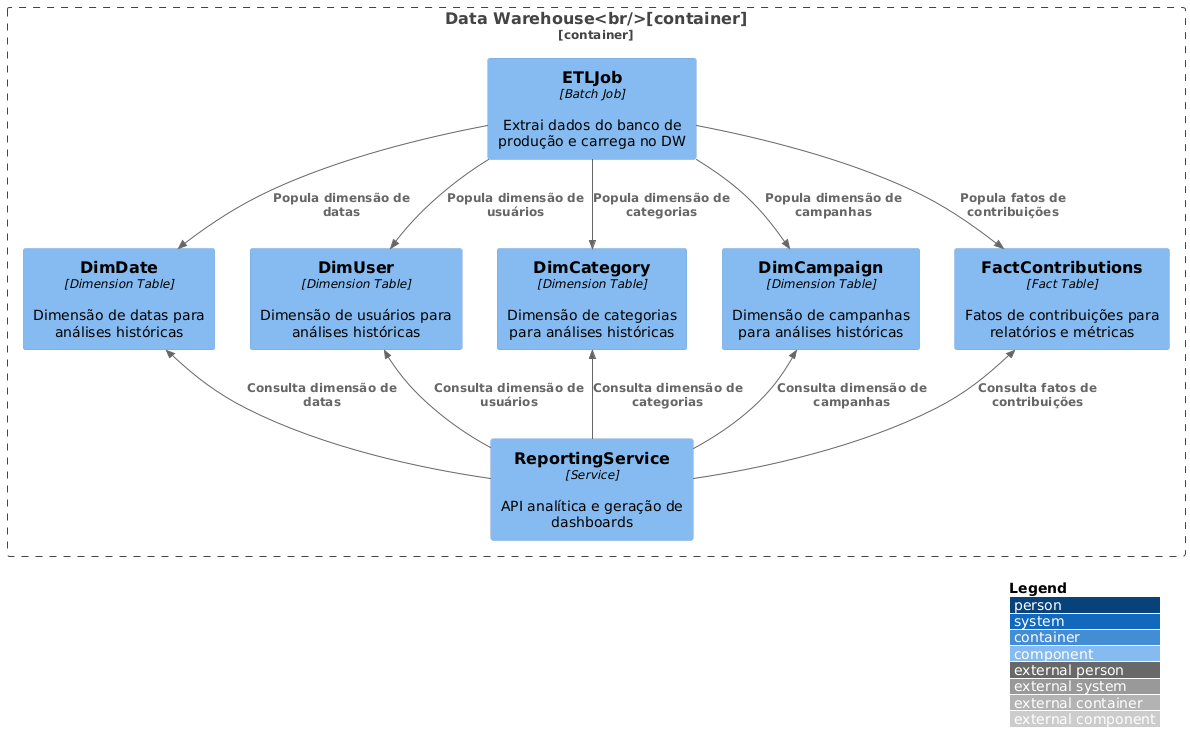 Data Warehouse<br/>[container]
[container]
ETLJob
[Batch Job]
Extrai dados do banco de
produção e carrega no DW
Popula dimensão de
datas
Popula dimensão de
usuários
Popula dimensão de
categorias
Popula dimensão de
campanhas
Popula fatos de
contribuições
DimDate
[Dimension Table]
Dimensão de datas para
análises históricas
DimUser
[Dimension Table]
Dimensão de usuários para
análises históricas
DimCategory
[Dimension Table]
Dimensão de categorias
para análises históricas
DimCampaign
[Dimension Table]
Dimensão de campanhas
para análises históricas
FactContributions
[Fact Table]
Fatos de contribuições para
relatórios e métricas
Consulta dimensão de
datas
Consulta dimensão de
usuários
Consulta dimensão de
categorias
Consulta dimensão de
campanhas
Consulta fatos de
contribuições
ReportingService
[Service]
API analítica e geração de
dashboards
Legend
person
system
container
component
external person
external system
external container
external component